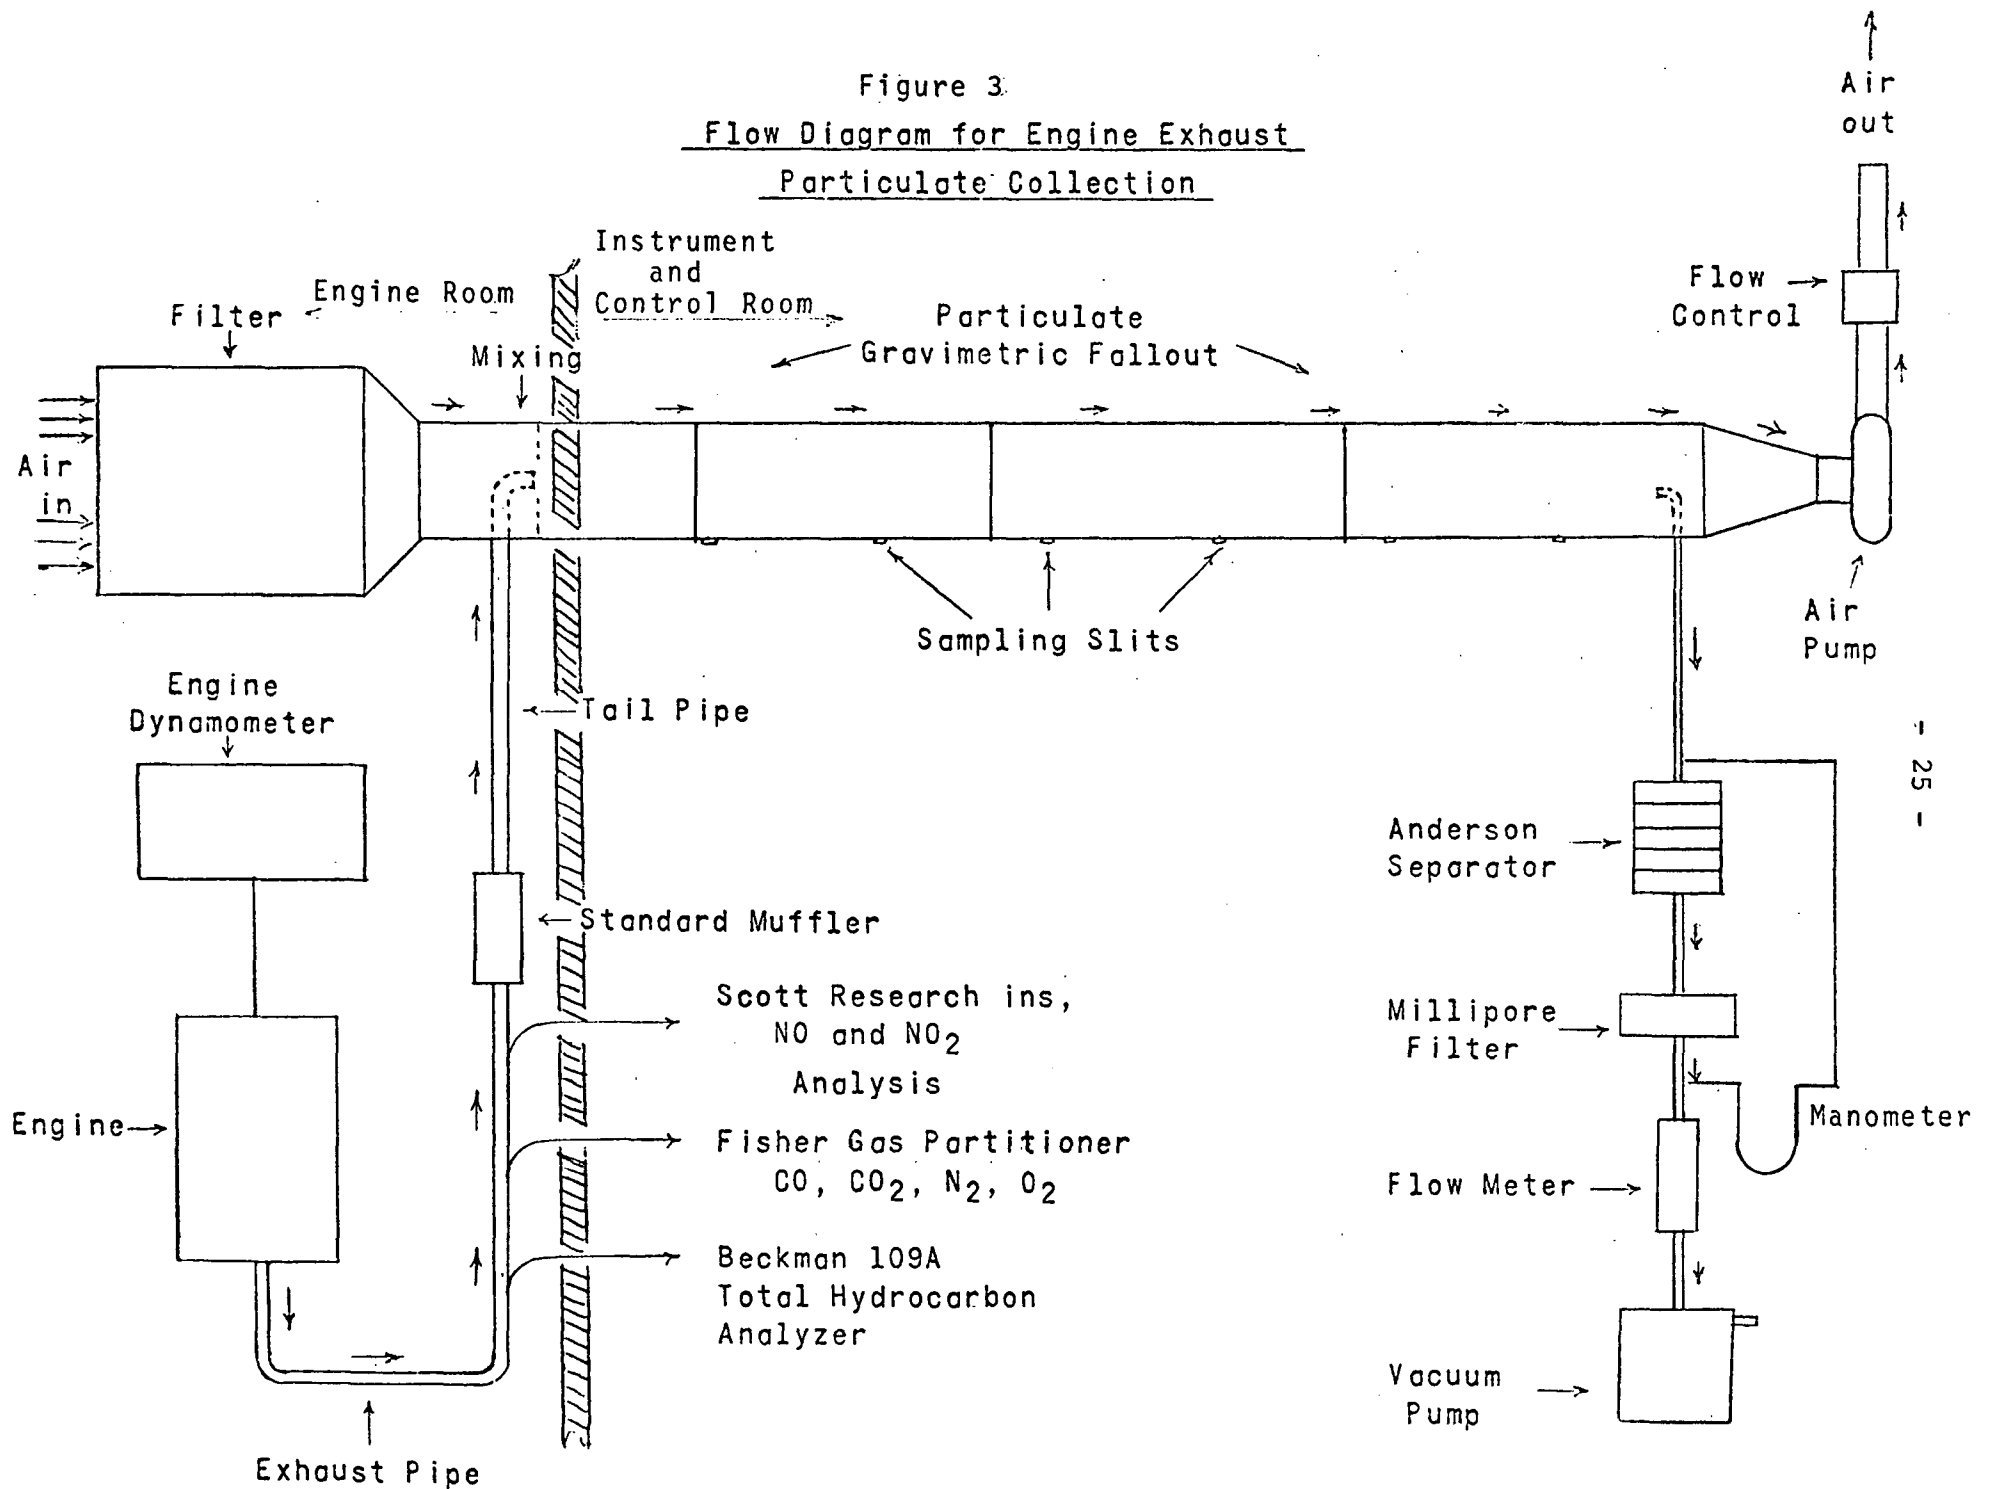 Figure 3
Flow Diagram for Engine Exhaust
Particulate Collection
Air
out
Instrument
and
Control Room
Engine Room
Filter
Mixing
Particulate
Gravimetric Fallout
Flow
Control
Air
in
Sampling Slits
Air
Pump
Engine
Dynamometer
Tail Pipe
- 25 -
Anderson
Separator
Standard Muffler
Scott Research ins,
NO and NO2
Analysis
Millipore
Filter
Engine
Manometer
Fisher Gas Partitioner
CO, CO2, N2, O2
Flow Meter
Beckman 109A
Total Hydrocarbon
Analyzer
Vacuum
Pump
Exhaust Pipe